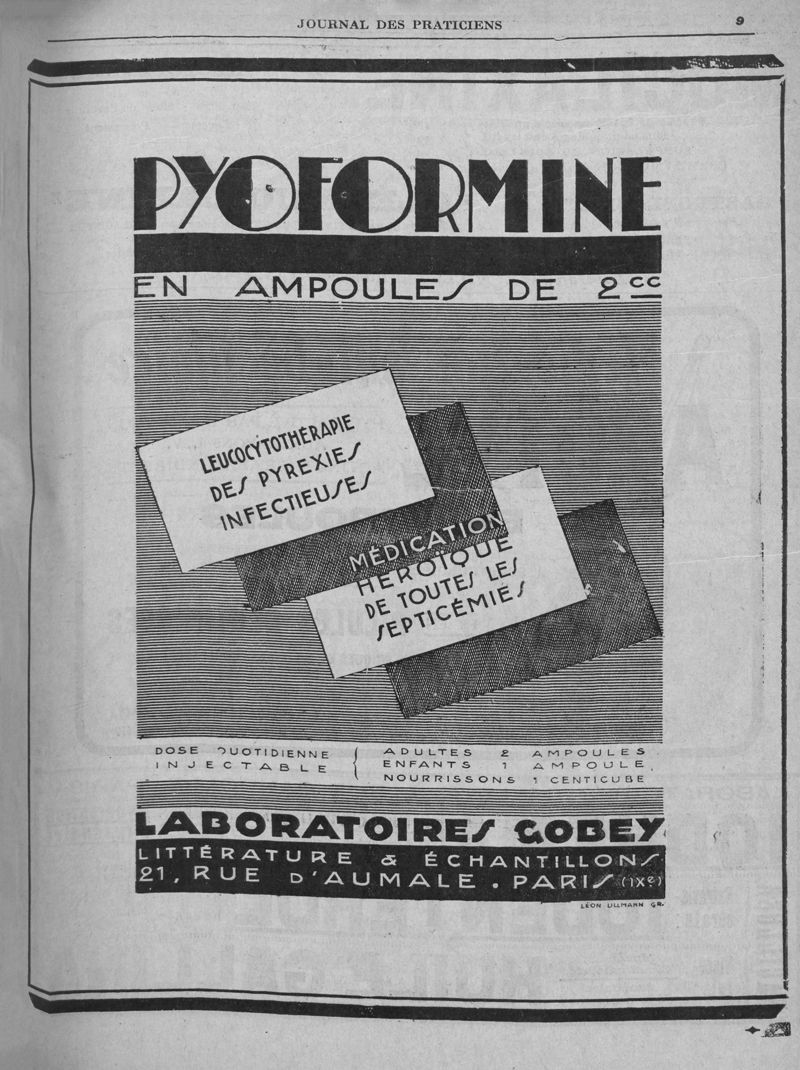 JOURNAL DES PRATICIENS
9
PYOFORMINE
EN AMPOULES DE 2cc
LEUCOCYTOTHÉRAPIE
DES PYREXIES
INFECTIEUSES
MÉDICATION
HÉROÏQUE
DE TOUTES LES
SEPTICÉMIES
DOSE QUOTIDIENNE
INJECTABLE
ADULTES 2 AMPOULES
ENFANTS 1 AMPOULE
NOURRISSONS 1 CENTICUBE
LABORATOIRES GOBEY
LITTÉRATURE & ÉCHANTILLONS
21, RUE D'AUMALE . PARIS (IXe)
LÉON ULLMANN GR.